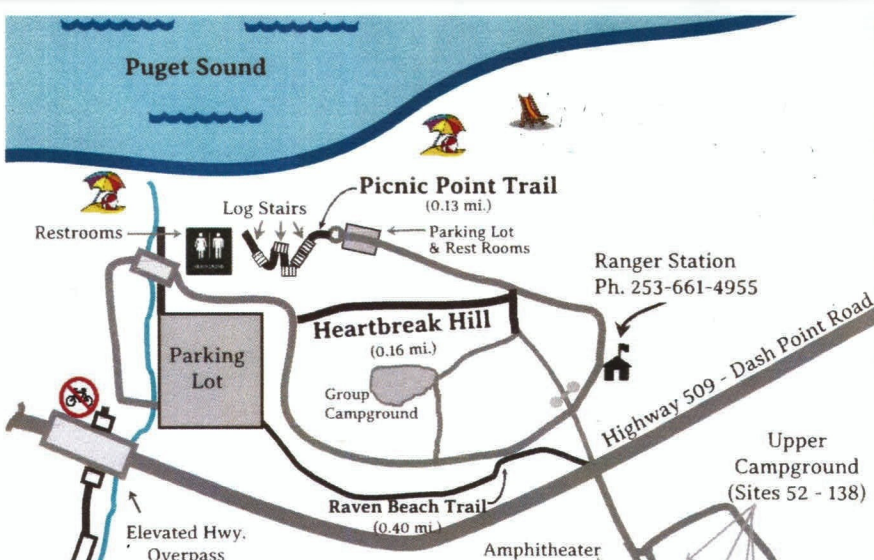 Puget Sound
Picnic Point Trail
(0.13 mi.)
Log Stairs
Restrooms
Parking Lot
& Rest Rooms
Ranger Station
Ph. 253-661-4955
Heartbreak Hill
(0.16 mi.)
Parking
Lot
Group
Campground
Highway 509 - Dash Point Road
Upper
Campground
(Sites 52 - 138)
Raven Beach Trail
(0.40 mi.)
Elevated Hwy.
Overpass
Amphitheater